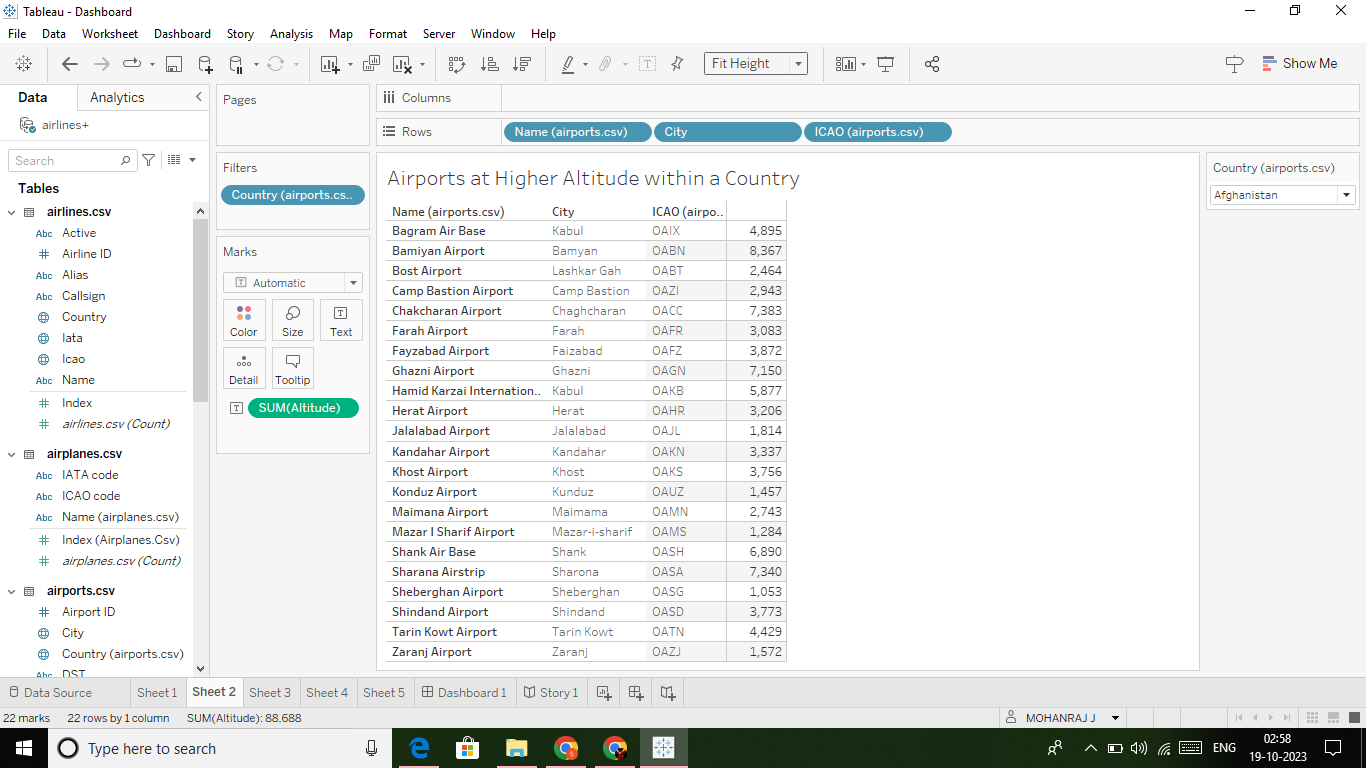 Tableau - Dashboard
File Data Worksheet Dashboard Story Analysis Map Format Server Window Help
Fit Height
Show Me
Data Analytics
airlines+
Search
Tables
airlines.csv
Abc Active
Airline ID
Abc Alias
Abc Callsign
Country
Iata
Icao
Abc Name
Index
airlines.csv (Count)
airplanes.csv
Abc IATA code
Abc ICAO code
Abc Name (airplanes.csv)
Index (Airplanes.Csv)
airplanes.csv (Count)
airports.csv
Airport ID
City
Country (airports.csv)
Abc DST
Pages
Filters
Country (airports.cs..
Marks
Automatic
Color Size Text
Detail Tooltip
SUM(Altitude)
Columns
Rows Name (airports.csv) City ICAO (airports.csv)
Airports at Higher Altitude within a Country
Name (airports.csv) City ICAO (airpo..
Bagram Air Base Kabul OAIX 4,895
Bamiyan Airport Bamyan OABN 8,367
Bost Airport Lashkar Gah OABT 2,464
Camp Bastion Airport Camp Bastion OAZI 2,943
Chakcharan Airport Chaghcharan OACC 7,383
Farah Airport Farah OAFR 3,083
Fayzabad Airport Faizabad OAFZ 3,872
Ghazni Airport Ghazni OAGN 7,150
Hamid Karzai Internation.. Kabul OAKB 5,877
Herat Airport Herat OAHR 3,206
Jalalabad Airport Jalalabad OAJL 1,814
Kandahar Airport Kandahar OAKN 3,337
Khost Airport Khost OAKS 3,756
Konduz Airport Kunduz OAUZ 1,457
Maimana Airport Maimama OAMN 2,743
Mazar I Sharif Airport Mazar-i-sharif OAMS 1,284
Shank Air Base Shank OASH 6,890
Sharana Airstrip Sharona OASA 7,340
Sheberghan Airport Sheberghan OASG 1,053
Shindand Airport Shindand OASD 3,773
Tarin Kowt Airport Tarin Kowt OATN 4,429
Zaranj Airport Zaranj OAZJ 1,572
Country (airports.csv)
Afghanistan
Data Source Sheet 1 Sheet 2 Sheet 3 Sheet 4 Sheet 5 Dashboard 1 Story 1
22 marks 22 rows by 1 column SUM(Altitude): 88,688 MOHANRAJ J
Type here to search
ENG
02:58
19-10-2023